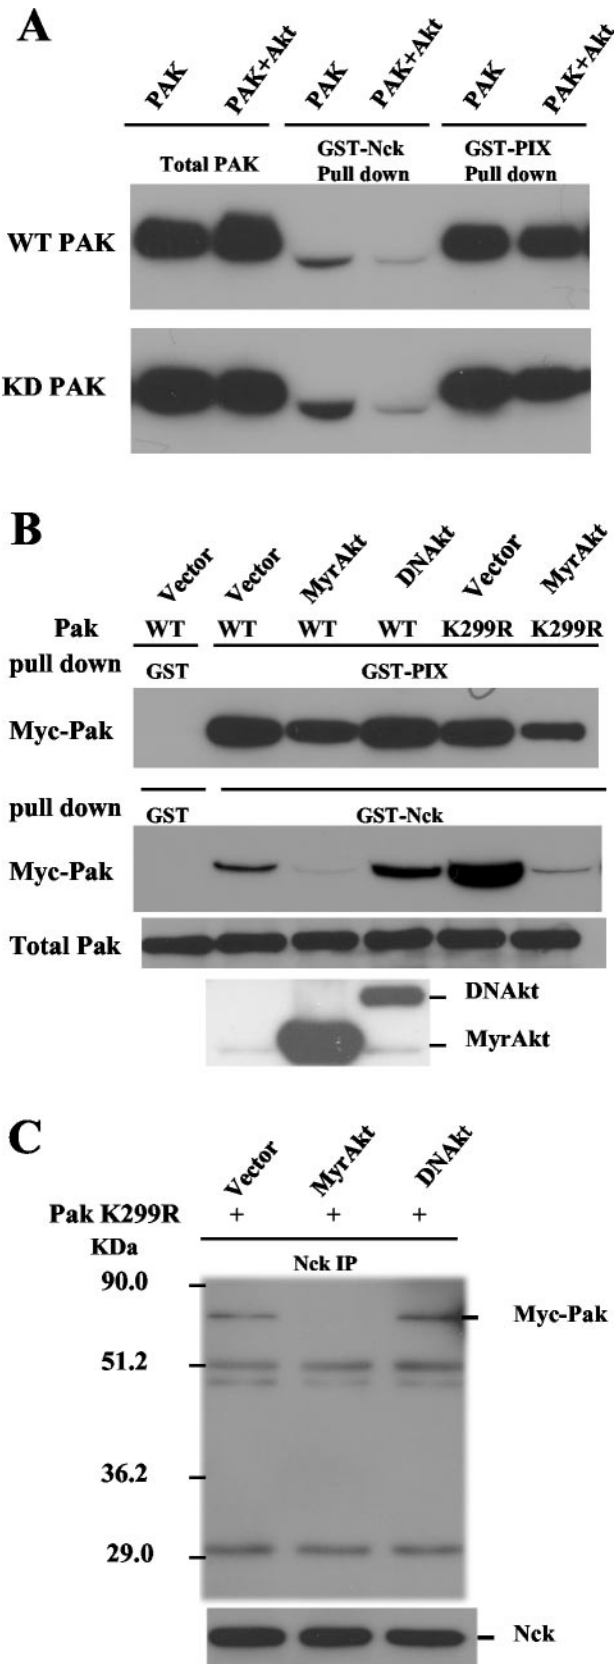 A
PAK PAK+Akt PAK PAK+Akt PAK PAK+Akt
Total PAK GST-Nck Pull down GST-PIX Pull down
WT PAK
KD PAK
B
Vector Vector MyrAkt DNAkt Vector MyrAkt
Pak WT WT WT WT K299R K299R
pull down GST GST-PIX
Myc-Pak
pull down GST GST-Nck
Myc-Pak
Total Pak
DNAkt
MyrAkt
C
Vector MyrAkt DNAkt
Pak K299R + + +
KDa
Nck IP
90.0
Myc-Pak
51.2
36.2
29.0
Nck